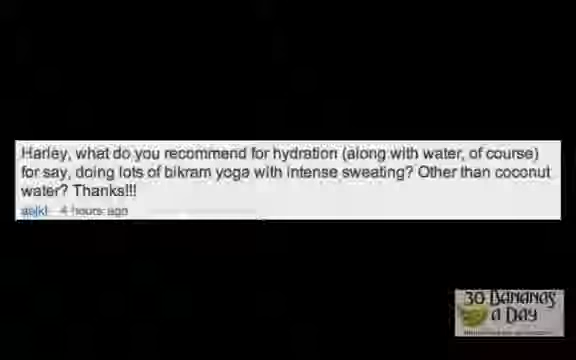 Harley, what do you recommend for hydration (along with water, of course)
for say, doing lots of bikram yoga with intense sweating? Other than coconut
water? Thanks!!!
4 hours ago
30 BANANAS
a DAY